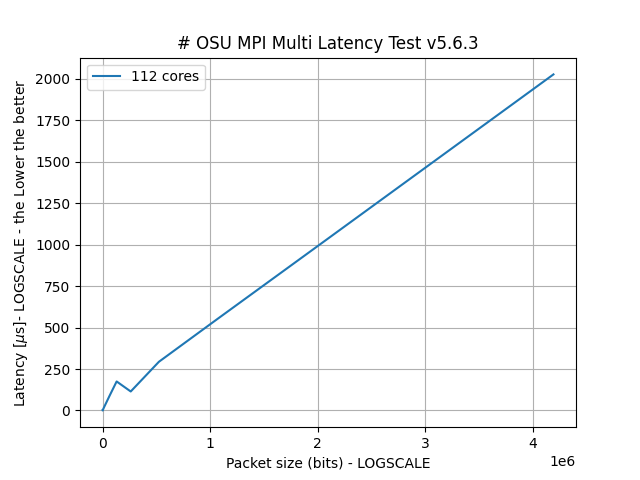 # OSU MPI Multi Latency Test v5.6.3
112 cores
Latency [μs]- LOGSCALE - the Lower the better
2000
1750
1500
1250
1000
750
500
250
0
0 1 2 3 4
1e6
Packet size (bits) - LOGSCALE